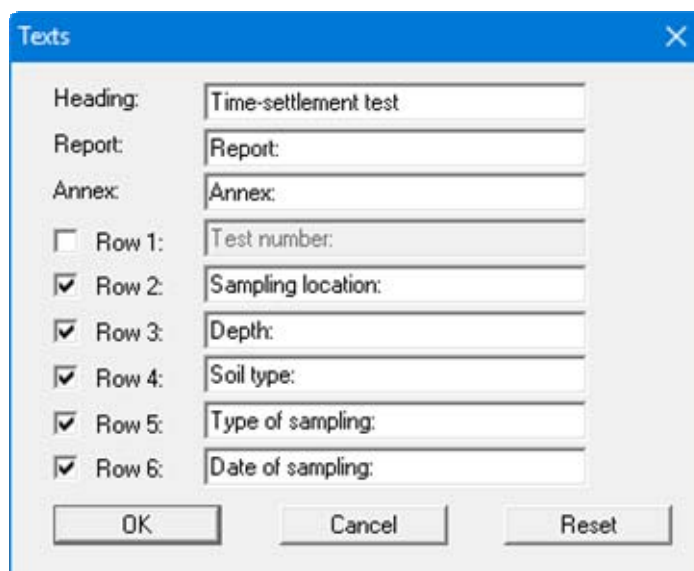 Texts
Heading: Time-settlement test
Report: Report:
Annex: Annex:
Row 1: Test number:
Row 2: Sampling location:
Row 3: Depth:
Row 4: Soil type:
Row 5: Type of sampling:
Row 6: Date of sampling:
OK Cancel Reset